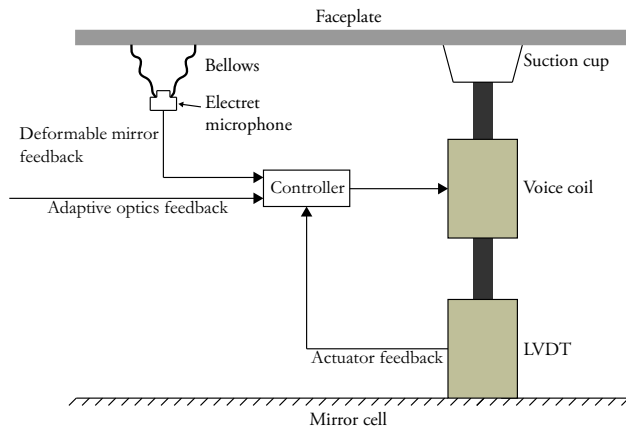 Faceplate
Bellows
Suction cup
Electret
microphone
Deformable mirror
feedback
Controller
Voice coil
Adaptive optics feedback
Actuator feedback
LVDT
Mirror cell